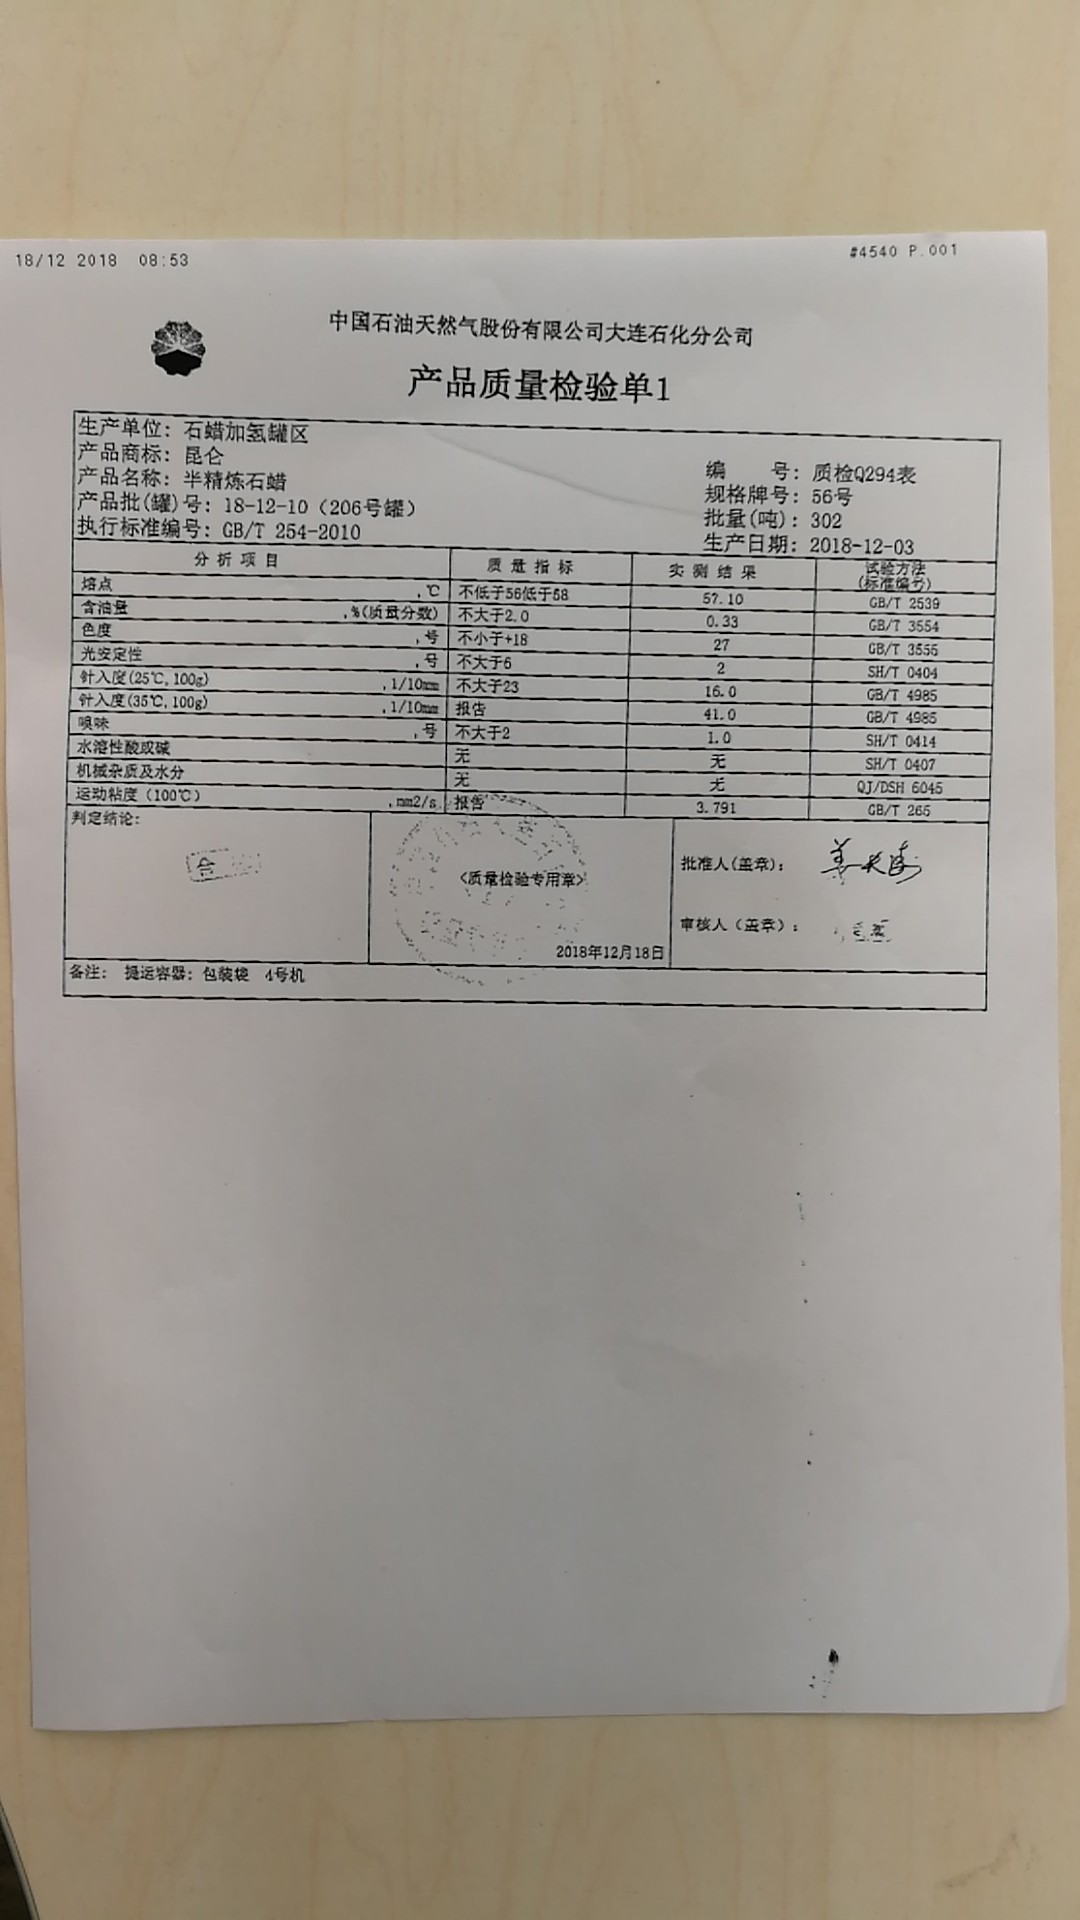 18/12 2018 08:53
#4540 P.001
中国石油天然气股份有限公司大连石化分公司
产品质量检验单1
生产单位: 石蜡加氢罐区
产品商标: 昆仑
产品名称: 半精炼石蜡
产品批(罐)号: 18-12-10（206号罐）
执行标准编号: GB/T 254-2010
编 号: 质检Q294表
规格牌号: 56号
批量(吨): 302
生产日期: 2018-12-03
分析项目 质量指标 实测结果 试验方法(标准编号)
熔点 ,℃ 不低于56低于58 57.10 GB/T 2539
含油量 ,%(质量分数) 不大于2.0 0.33 GB/T 3554
色度 ,号 不小于+18 27 GB/T 3555
光安定性 ,号 不大于6 2 SH/T 0404
针入度(25℃,100g) ,1/10mm 不大于23 16.0 GB/T 4985
针入度(35℃,100g) ,1/10mm 报告 41.0 GB/T 4985
嗅味 ,号 不大于2 1.0 SH/T 0414
水溶性酸或碱 无 无 SH/T 0407
机械杂质及水分 无 无 QJ/DSH 6045
运动粘度（100℃） ,mm2/s 报告 3.791 GB/T 265
判定结论:
合
<质量检验专用章>
2018年12月18日
批准人(盖章):
审核人（盖章）:
备注: 提运容器: 包装袋 4号机